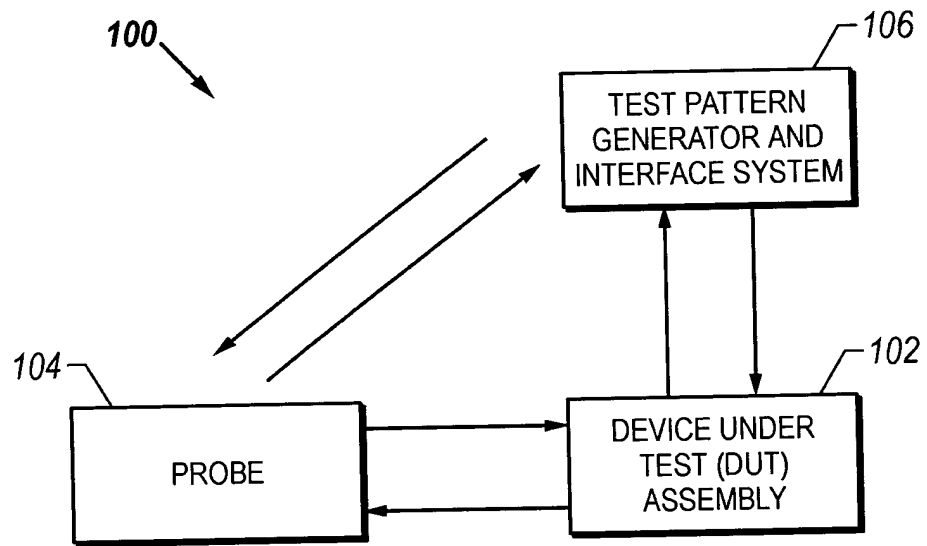 100
106
TEST PATTERN
GENERATOR AND
INTERFACE SYSTEM
104
PROBE
102
DEVICE UNDER
TEST (DUT)
ASSEMBLY